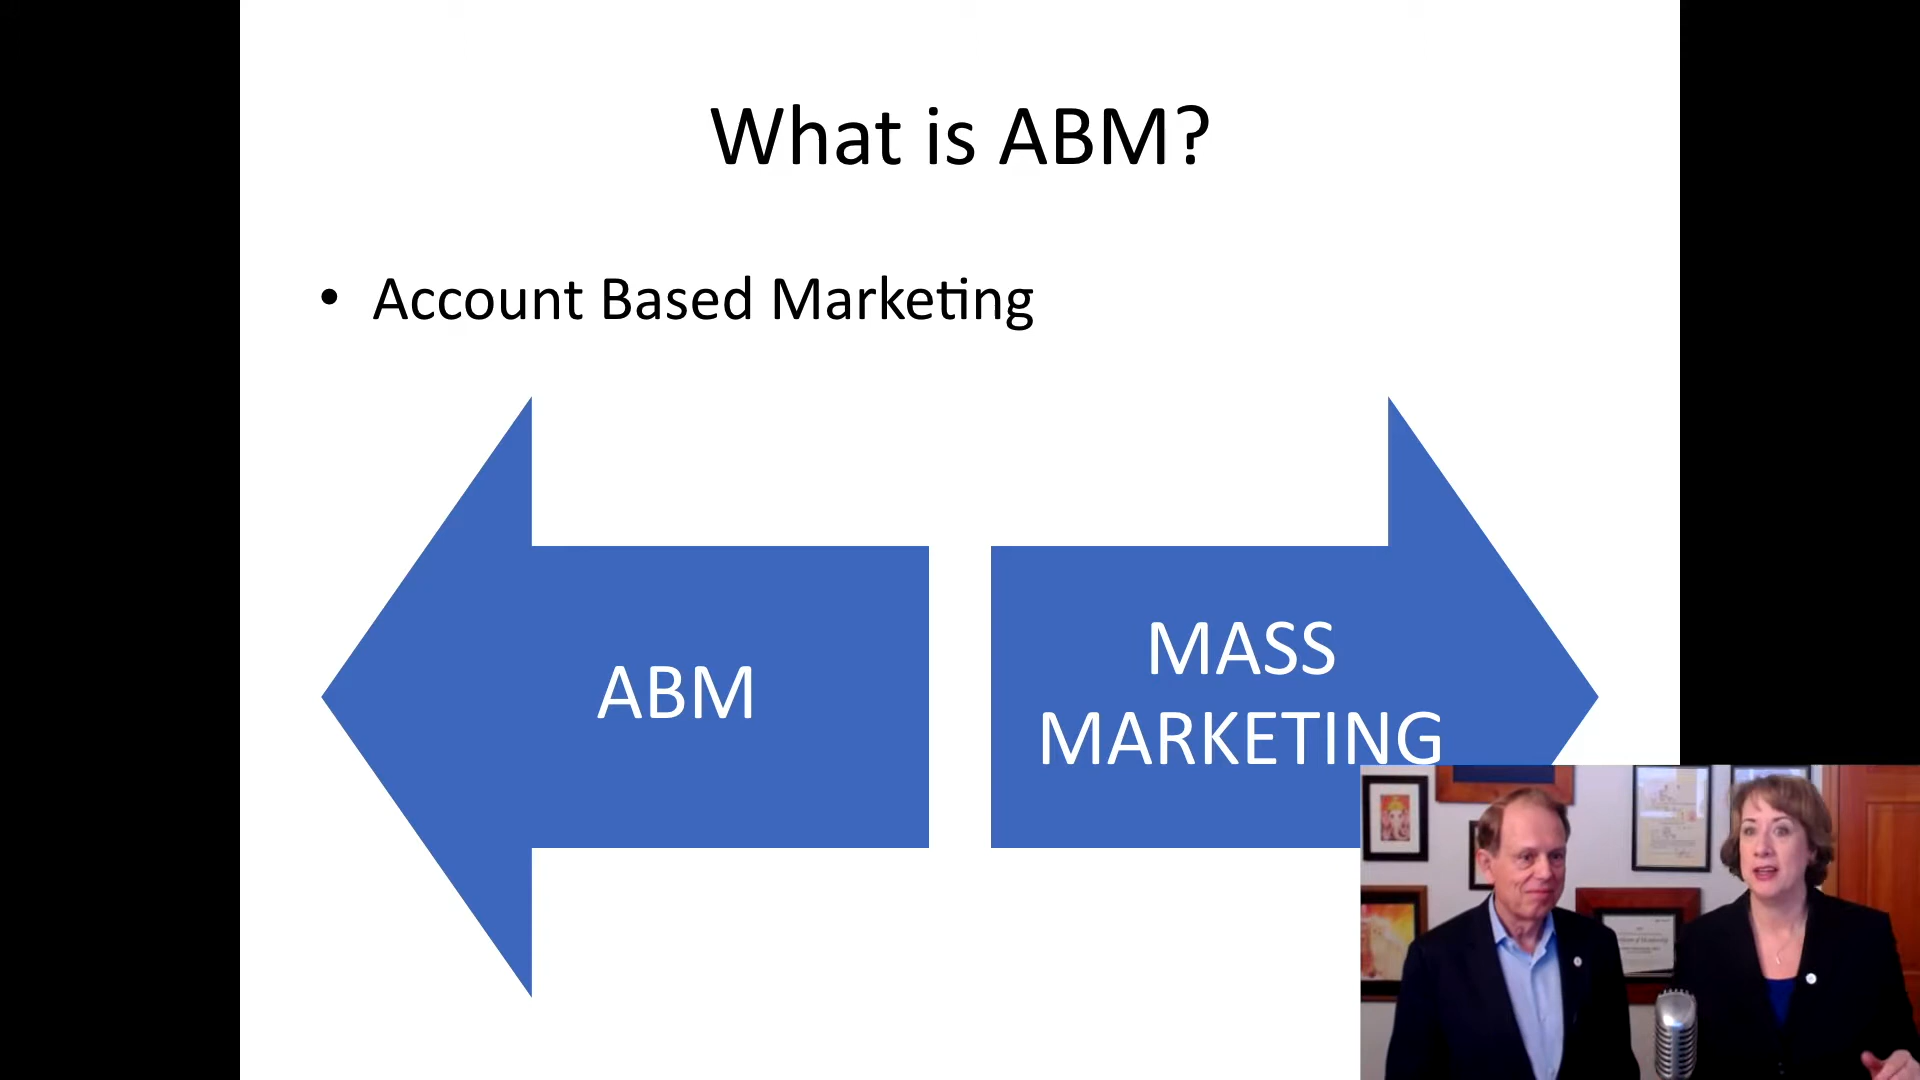 What is ABM?
• Account Based Marketing
ABM
MASS
MARKETING